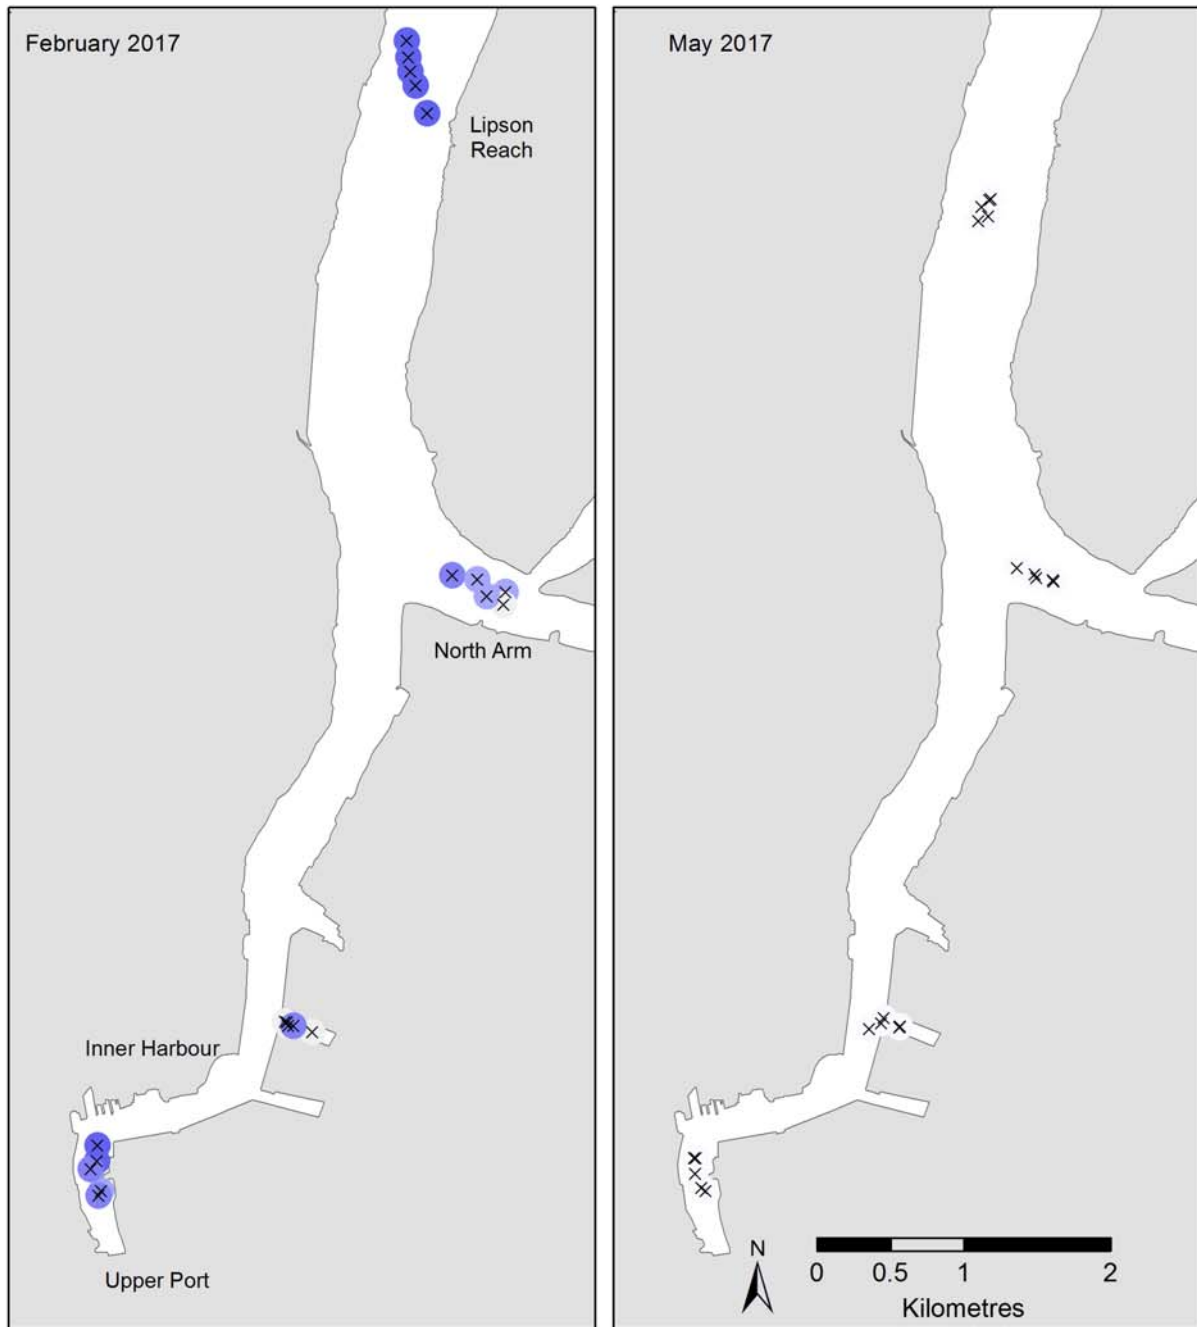 February 2017
May 2017
Lipson
Reach
North Arm
Inner Harbour
Upper Port
N
0 0.5 1 2
Kilometres